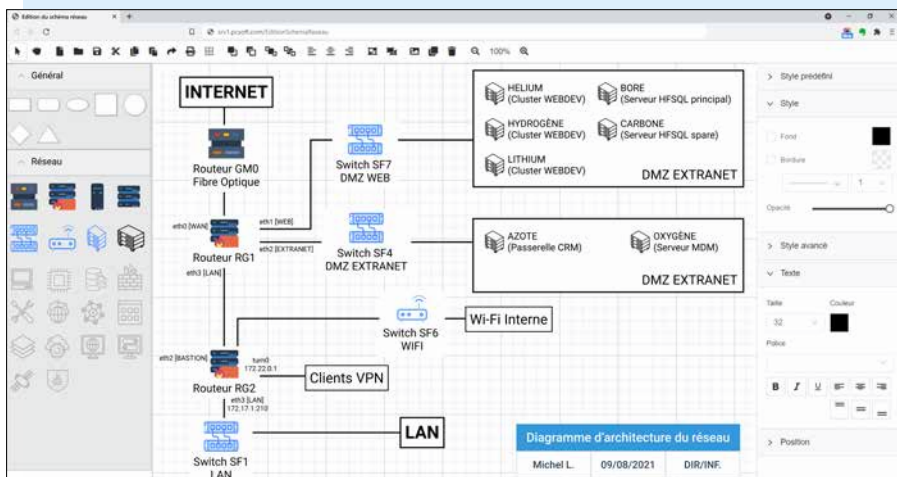 Edition du schéma réseau
srv1.pcsoft.com/EditionSchemaReseau
100%
Général
Réseau
INTERNET
Routeur GM0
Fibre Optique
eth0 [WAN]
eth1 [WEB]
eth2 [EXTRANET]
Routeur RG1
eth3 [LAN]
Switch SF7
DMZ WEB
Switch SF4
DMZ EXTRANET
HELIUM
(Cluster WEBDEV)
BORE
(Serveur HFSQL principal)
HYDROGÈNE
(Cluster WEBDEV)
CARBONE
(Serveur HFSQL spare)
LITHIUM
(Cluster WEBDEV)
DMZ EXTRANET
AZOTE
(Passerelle CRM)
OXYGÈNE
(Serveur MDM)
DMZ EXTRANET
Switch SF6
WIFI
Wi-Fi Interne
eth2 [BASTION]
tun0
172.22.0.1
Routeur RG2
Clients VPN
eth3 [LAN]
172.17.1.210
LAN
Switch SF1
LAN
Diagramme d'architecture du réseau
Michel L.
09/08/2021
DIR/INF.
Style prédéfini
Style
Fond
Bordure
1
Opacité
Style avancé
Texte
Taille
Couleur
32
Police
B I U
Position